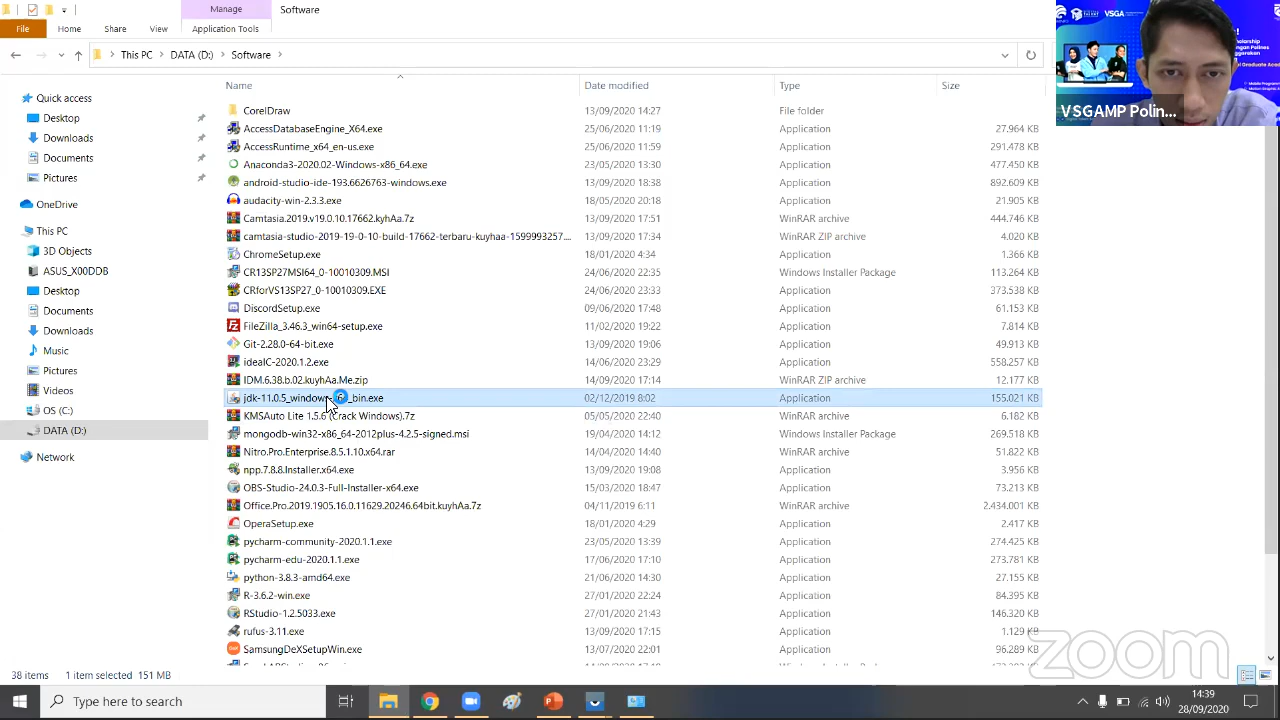 Manage
Software
File
Home
Share
View
Application Tools
This PC
DATA (D:)
Software
Name
Date modified
Type
Size
Quick access
Desktop
Downloads
Documents
Pictures
OneDrive
This PC
3D Objects
ASUS_X00DDB
Desktop
Documents
Downloads
Music
Pictures
Videos
OS (C:)
DATA (D:)
Network
CorelDraw 13/09/2020 14:27 File folder
AccessDatabaseEngine_X64.exe 25/06/2020 11:19 Application 27.964 KB
AccessRuntime_x64_en-us.exe 25/06/2020 11:59 Application 291.478 KB
Anaconda3-2020.02-Windows-x86_64.exe 23/05/2020 13:30 Application 477.450 KB
android-studio-ide-193.6626763-windows.exe 13/09/2020 18:38 Application 892.609 KB
audacity-win-2.3.3.exe 18/05/2020 20:18 Application 21.905 KB
Camtasia.2019.v19.0.10.17662.kyhAa.7z 13/09/2020 17:51 WinRAR archive 444.746 KB
camtasia-studio-2019-19-0-10-build-17662-terbaru-kuyhaa-1599993257.... 13/09/2020 17:34 WinRAR ZIP archive 4.020 KB
ChromeSetup.exe 18/01/2020 4:34 Application 1.366 KB
CR13SP27MSI64_0-10010309.MSI 24/06/2020 22:35 Windows Installer Package 113.264 KB
CRforVS13SP27_0-10010309.EXE 24/06/2020 23:33 Application 373.538 KB
DiscordSetup.exe 09/06/2020 17:48 Application 61.153 KB
FileZilla_3.46.3_win64-setup.exe 11/02/2020 19:22 Application 7.814 KB
Git-2.28.0-64-bit.exe 13/09/2020 19:06 Application 49.913 KB
ideaIC-2020.1.2.exe 14/06/2020 23:29 Application 558.257 KB
IDM.6.38.b.02.kuyhAa.Me.zip 14/09/2020 17:14 WinRAR ZIP archive 12.177 KB
jdk-11.0.5_window _bin.exe 02/12/2019 8:02 Application 155.021 KB
KMSAuto Lite 1.5.6 (Crack Windows).7z 05/05/2020 22:40 WinRAR archive 6.182 KB
mongodb-win32-x86_64-2012plus-4.2.5-signed.msi 19/04/2020 14:12 Windows Installer Package 269.518 KB
Nitro.Pro.Enterprise.8.5.1.10.x64.rar 14/04/2020 14:40 WinRAR archive 51.822 KB
npp.7.8.8.Installer.x64.exe 13/09/2020 19:08 Application 3.956 KB
OBS-Studio-24.0.3-Full-Installer-x64.exe 15/03/2020 18:47 Application 73.213 KB
Office.Pro.2019.1905.16.0.11629.20246.64bit.kuyhAa.7z 04/11/2019 6:11 WinRAR archive 2.434.001 KB
OperaSetup.exe 18/01/2020 4:29 Application 2.417 KB
pycharm-community-2020.1.1.exe 23/05/2020 13:39 Application 274.425 KB
pycharm-edu-2020.1.1.exe 17/06/2020 17:10 Application 273.781 KB
python-3.8.3-amd64.exe 21/06/2020 14:30 Application 27.155 KB
R-3.6.2-win.exe 27/01/2020 22:24 Application 84.395 KB
RStudio-1.2.5033.exe 27/01/2020 21:43 Application 146.320 KB
rufus-3.11.exe 13/09/2020 17:15 Application 1.129 KB
SamsungDeXSetupWin.exe 13/07/2020 22:01 Application 96.289 KB
38 items 1 item selected 151 MB
Type here to search
14:39
28/09/2020
VSGA
VSGAMP Polin...
zoom